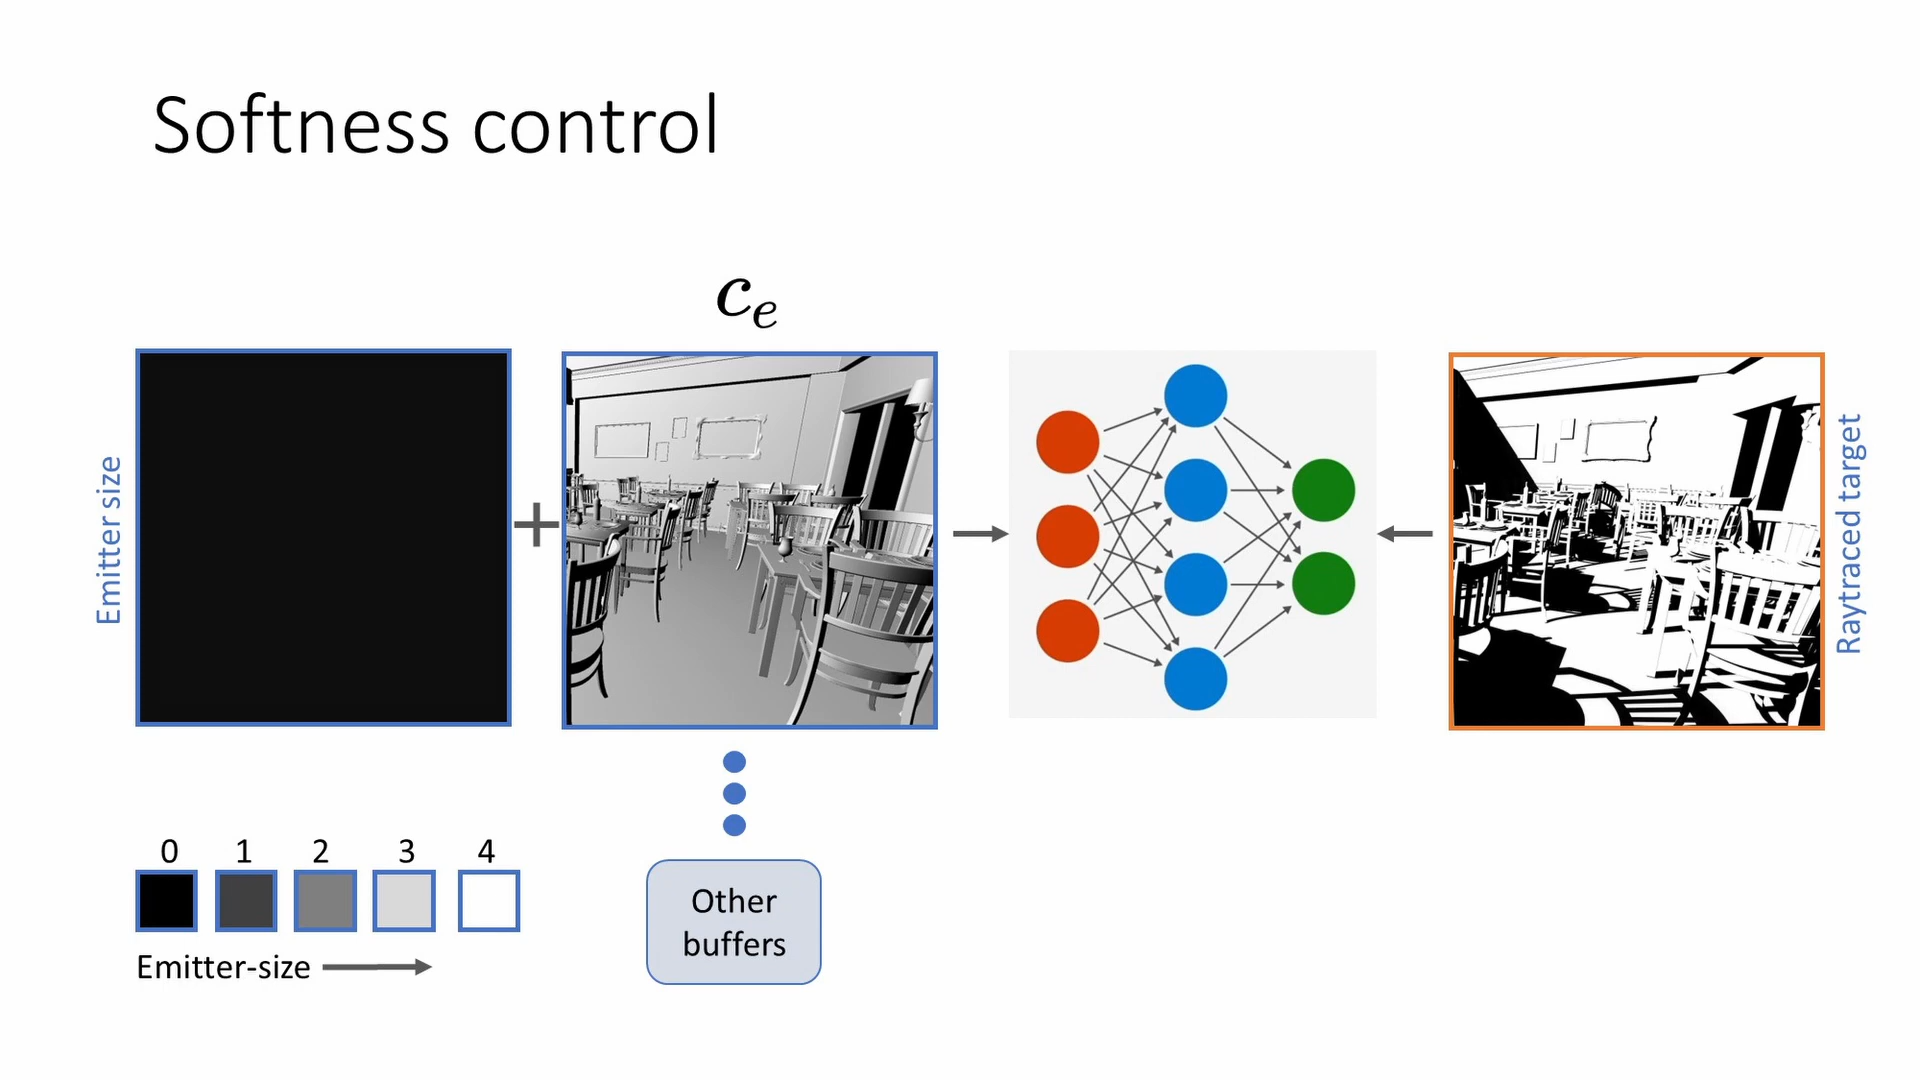 Softness control
c_e
Emitter size
+
Raytraced target
0 1 2 3 4
Emitter-size
Other
buffers